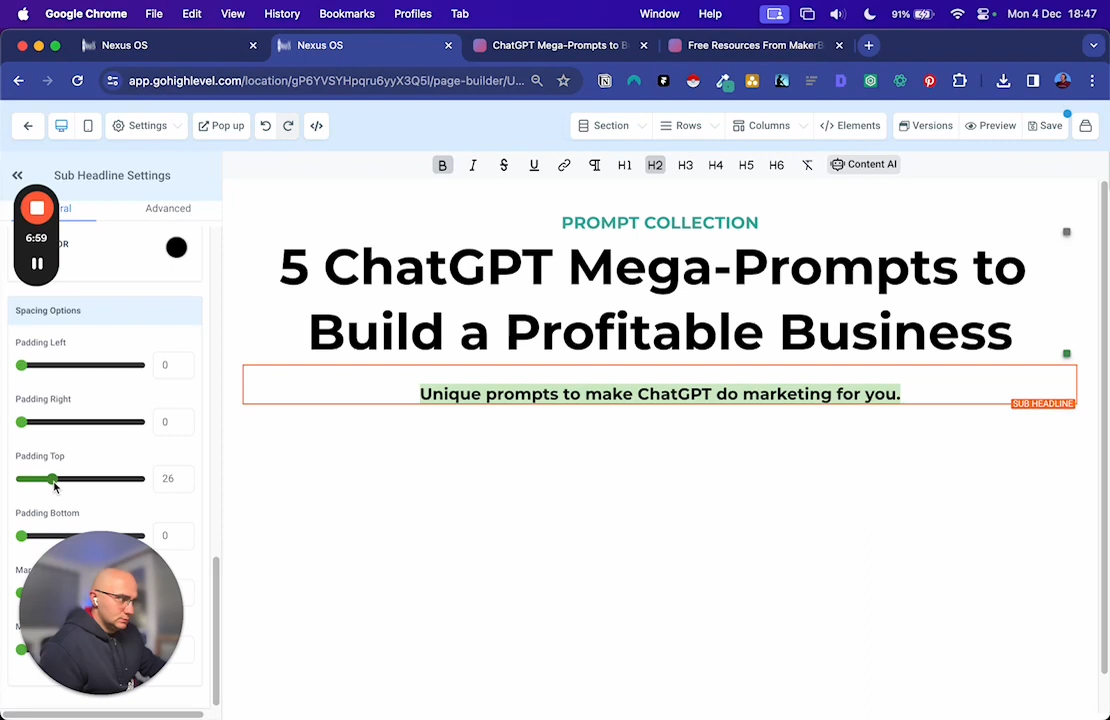 Google Chrome File Edit View History Bookmarks Profiles Tab Window Help 91% Mon 4 Dec 18:47
Nexus OS Nexus OS ChatGPT Mega-Prompts to B Free Resources From MakerB
app.gohighlevel.com/location/gP6YVSYHpqru6yyX3Q5l/page-builder/U...
Settings Pop up Section Rows Columns Elements Versions Preview Save
Sub Headline Settings
B I S U H1 H2 H3 H4 H5 H6 Content AI
Advanced
6:59
Spacing Options
Padding Left
0
Padding Right
0
Padding Top
26
Padding Bottom
0
PROMPT COLLECTION
5 ChatGPT Mega-Prompts to
Build a Profitable Business
Unique prompts to make ChatGPT do marketing for you.
SUB HEADLINE